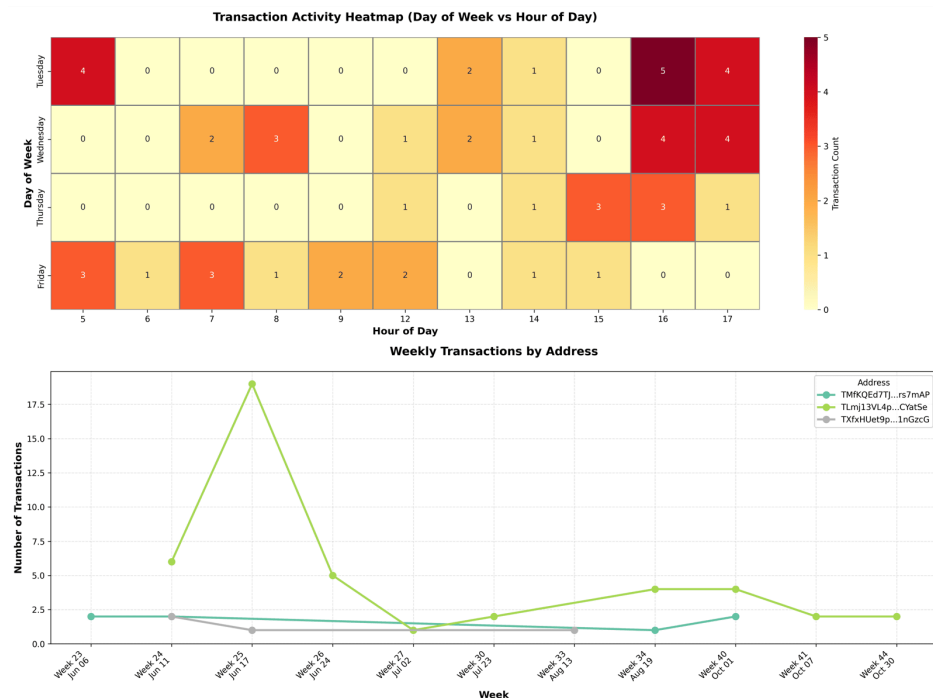 Transaction Activity Heatmap (Day of Week vs Hour of Day)
Day of Week
Tuesday 4 0 0 0 0 0 2 1 0 5 4
Wednesday 0 0 2 3 0 1 2 1 0 4 4
Thursday 0 0 0 0 0 1 0 1 3 3 1
Friday 3 1 3 1 2 2 0 1 1 0 0
5 6 7 8 9 12 13 14 15 16 17
Hour of Day
5
4
3
2
1
0
Transaction Count
Weekly Transactions by Address
Number of Transactions
17.5
15.0
12.5
10.0
7.5
5.0
2.5
0.0
Address
TMfKQEd7TJ...rs7mAP
TLmj13VL4p...CYatSe
TXfxHUet9p...1nGzcG
Week 23
Jun 06
Week 24
Jun 11
Week 25
Jun 17
Week 26
Jun 24
Week 27
Jul 02
Week 30
Jul 23
Week 33
Aug 13
Week 34
Aug 19
Week 40
Oct 01
Week 41
Oct 07
Week 44
Oct 30
Week